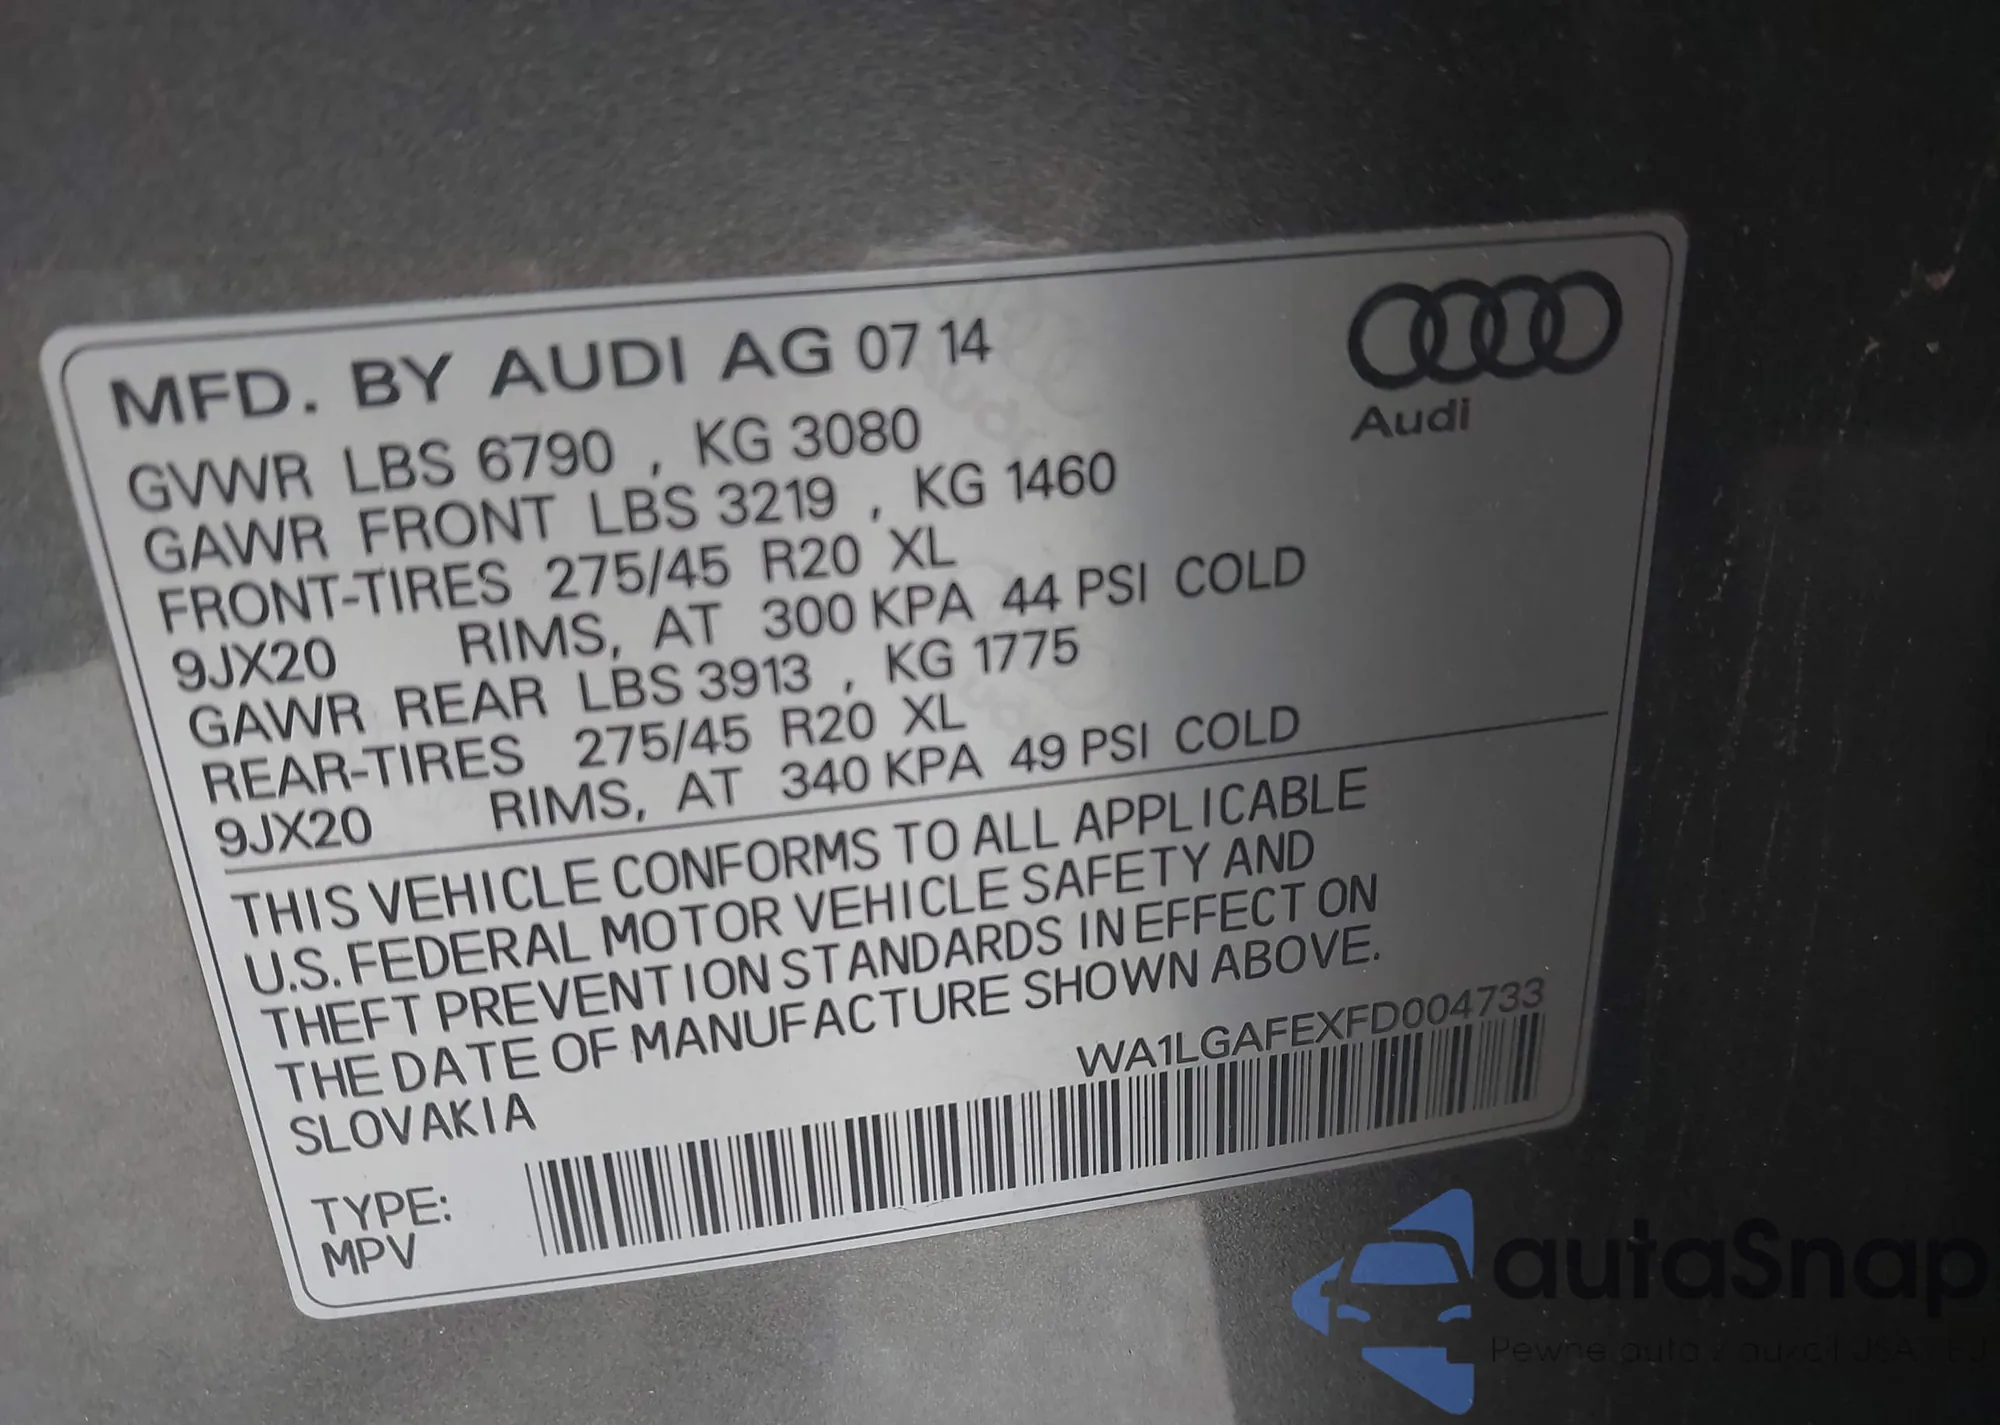 MFD. BY AUDI AG 07 14
Audi
GVWR LBS 6790 , KG 3080
GAWR FRONT LBS 3219 , KG 1460
FRONT-TIRES 275/45 R20 XL
9JX20 RIMS, AT 300 KPA 44 PSI COLD
GAWR REAR LBS 3913 , KG 1775
REAR-TIRES 275/45 R20 XL
9JX20 RIMS, AT 340 KPA 49 PSI COLD
THIS VEHICLE CONFORMS TO ALL APPLICABLE
U.S. FEDERAL MOTOR VEHICLE SAFETY AND
THEFT PREVENTION STANDARDS IN EFFECT ON
THE DATE OF MANUFACTURE SHOWN ABOVE.
SLOVAKIA
WA1LGAFEXFD004733
TYPE:
MPV
autaSnap
Pewne auta z aukcji USA